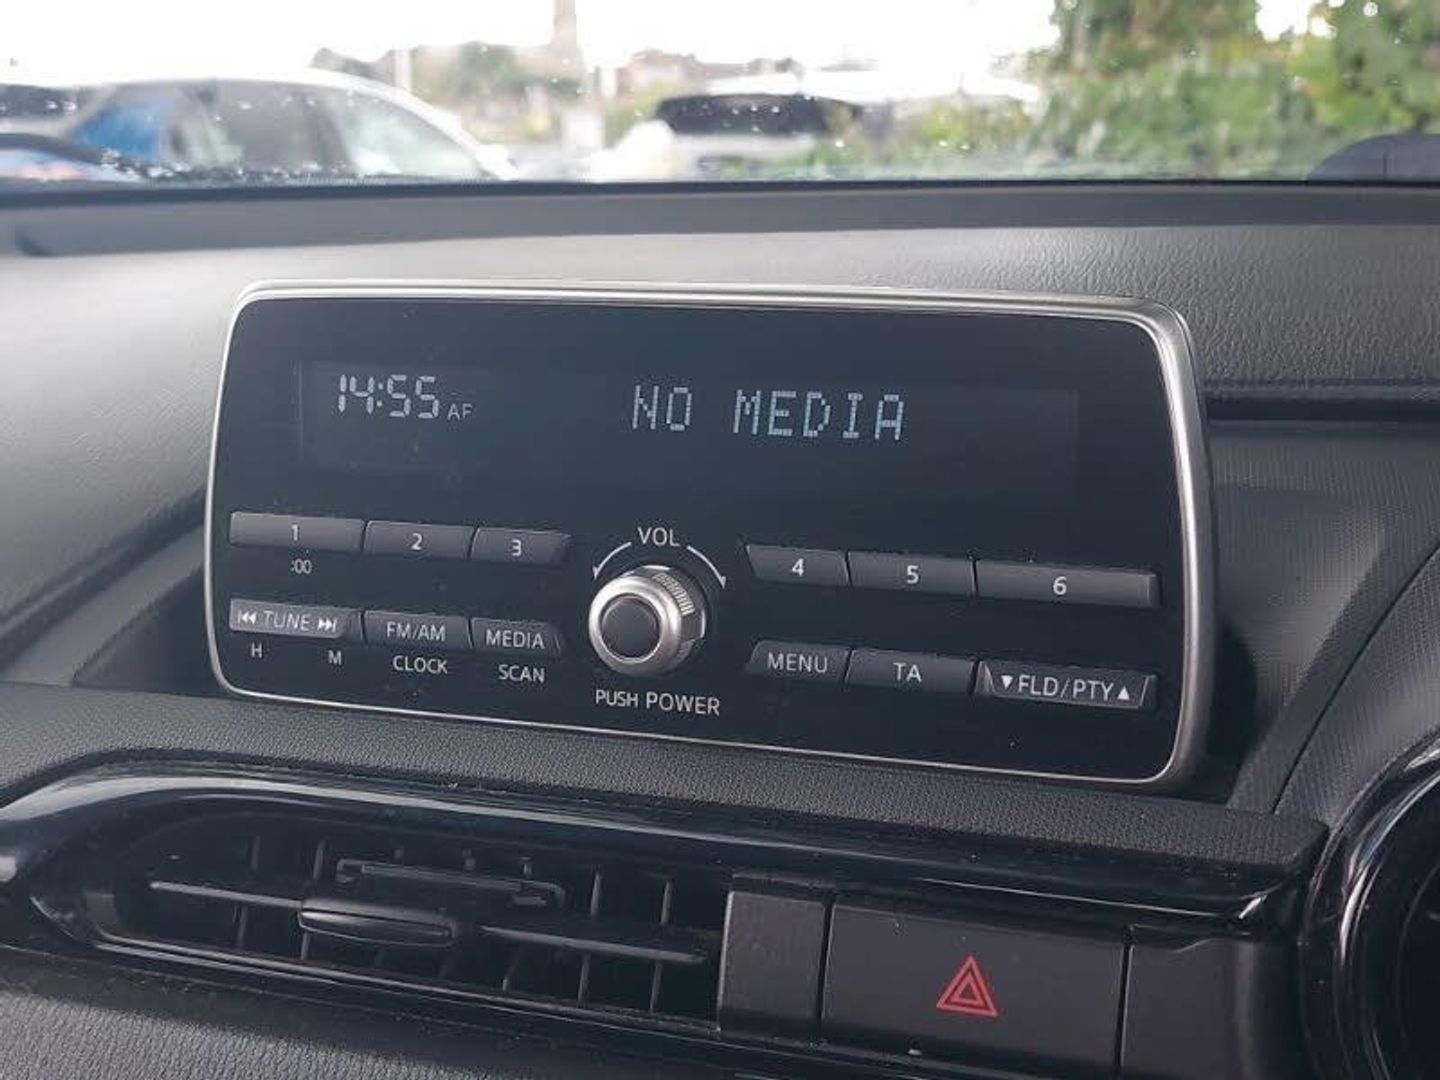 14:55 AF
NO MEDIA
1
2
3
VOL
4
5
6
:00
TUNE
FM/AM
MEDIA
MENU
TA
▼FLD/PTY▲
H
M
CLOCK
SCAN
PUSH POWER